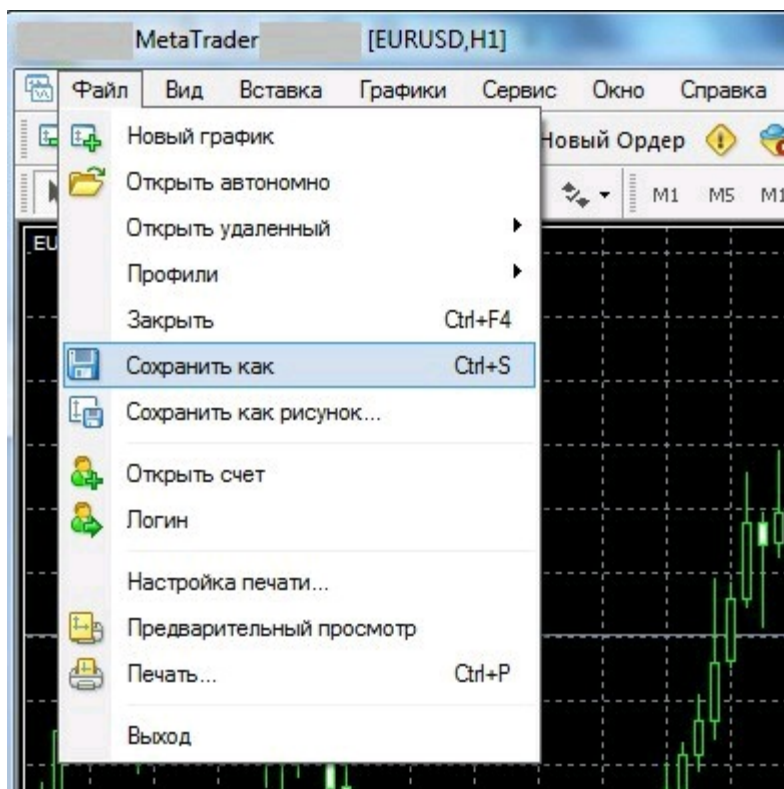 MetaTrader [EURUSD,H1]
Файл Вид Вставка Графики Сервис Окно Справка
Новый график
Новый Ордер
Открыть автономно
M1 M5
Открыть удаленный
EU
Профили
Закрыть Ctrl+F4
Сохранить как Ctrl+S
Сохранить как рисунок...
Открыть счет
Логин
Настройка печати...
Предварительный просмотр
Печать... Ctrl+P
Выход